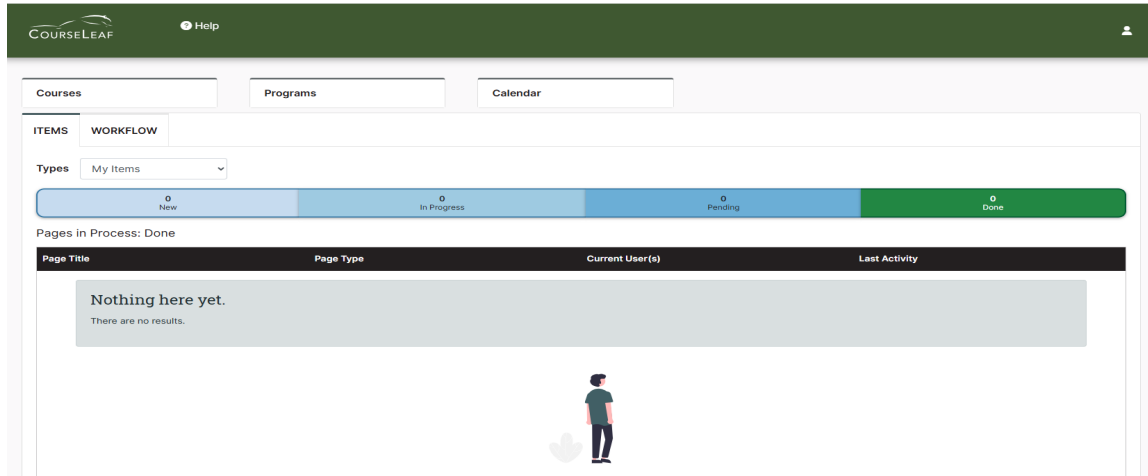 COURSELEAF
? Help
Courses Programs Calendar
ITEMS WORKFLOW
Types My Items
0 0 0 0
New In Progress Pending Done
Pages in Process: Done
Page Title Page Type Current User(s) Last Activity
Nothing here yet.
There are no results.